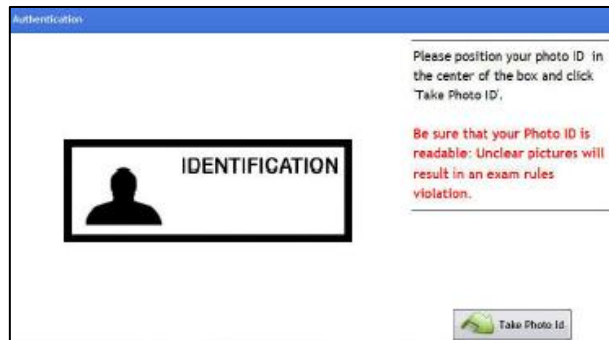 Authentication
Please position your photo ID in
the center of the box and click
'Take Photo ID'.
Be sure that your Photo ID is
readable: Unclear pictures will
result in an exam rules
violation.
IDENTIFICATION
Take Photo Id